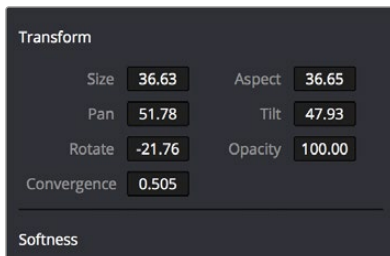 Transform
Size 36.63 Aspect 36.65
Pan 51.78 Tilt 47.93
Rotate -21.76 Opacity 100.00
Convergence 0.505
Softness